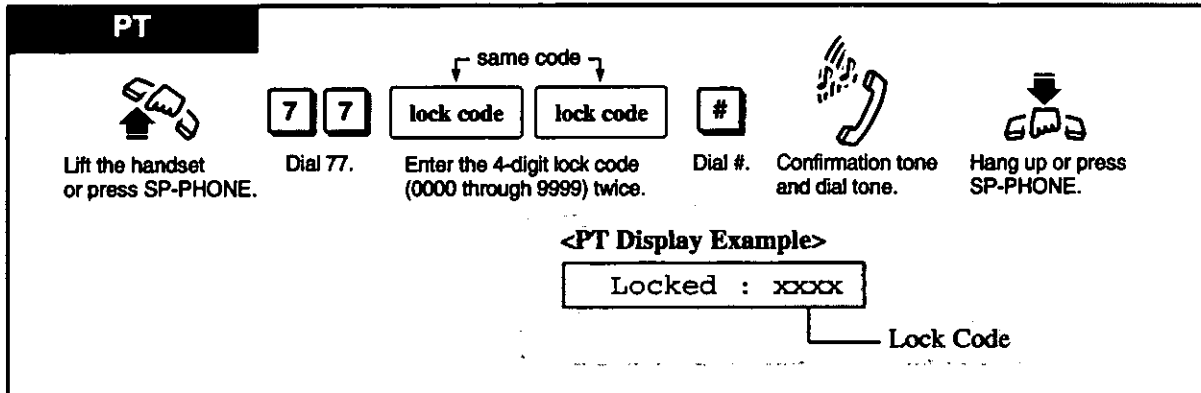 PT
same code
7 7 lock code lock code #
Lift the handset
or press SP-PHONE.
Dial 77.
Enter the 4-digit lock code
(0000 through 9999) twice.
Dial #.
Confirmation tone
and dial tone.
Hang up or press
SP-PHONE.
<PT Display Example>
Locked : xxxx
Lock Code